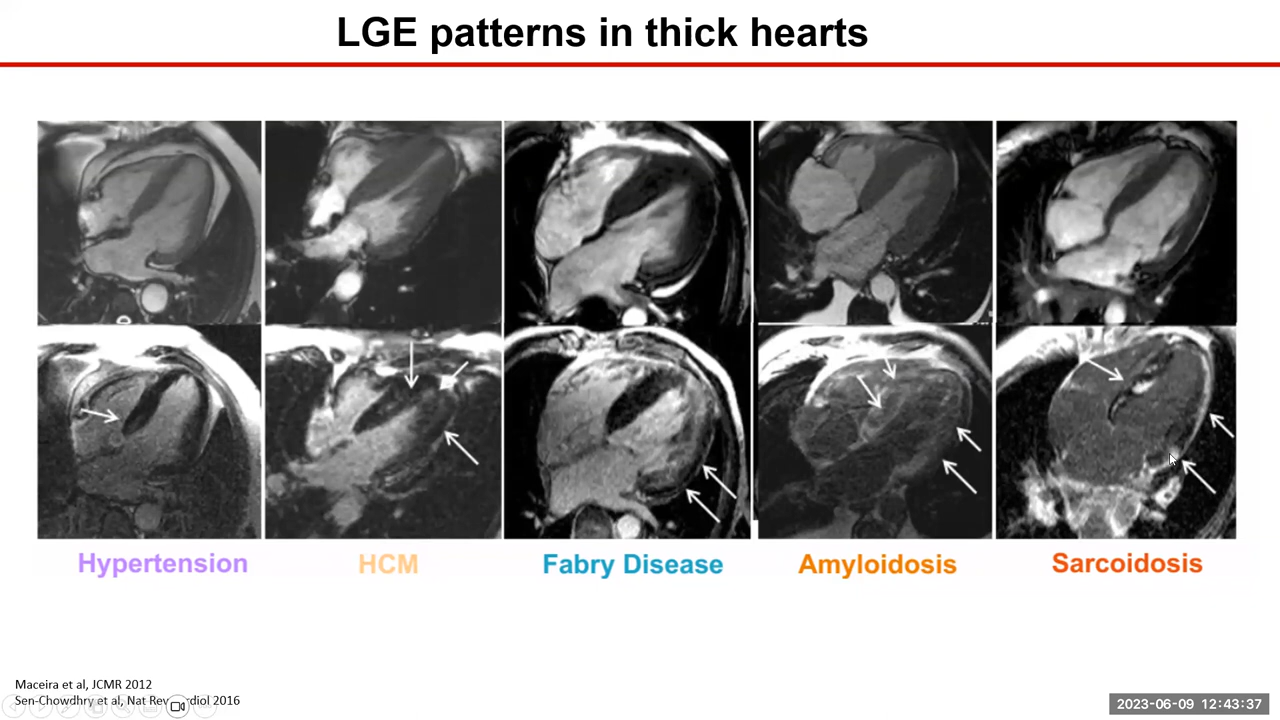 LGE patterns in thick hearts
Hypertension
HCM
Fabry Disease
Amyloidosis
Sarcoidosis
Maceira et al, JCMR 2012
Sen-Chowdhry et al, Nat Rev Cardiol 2016
2023-06-09 12:43:37